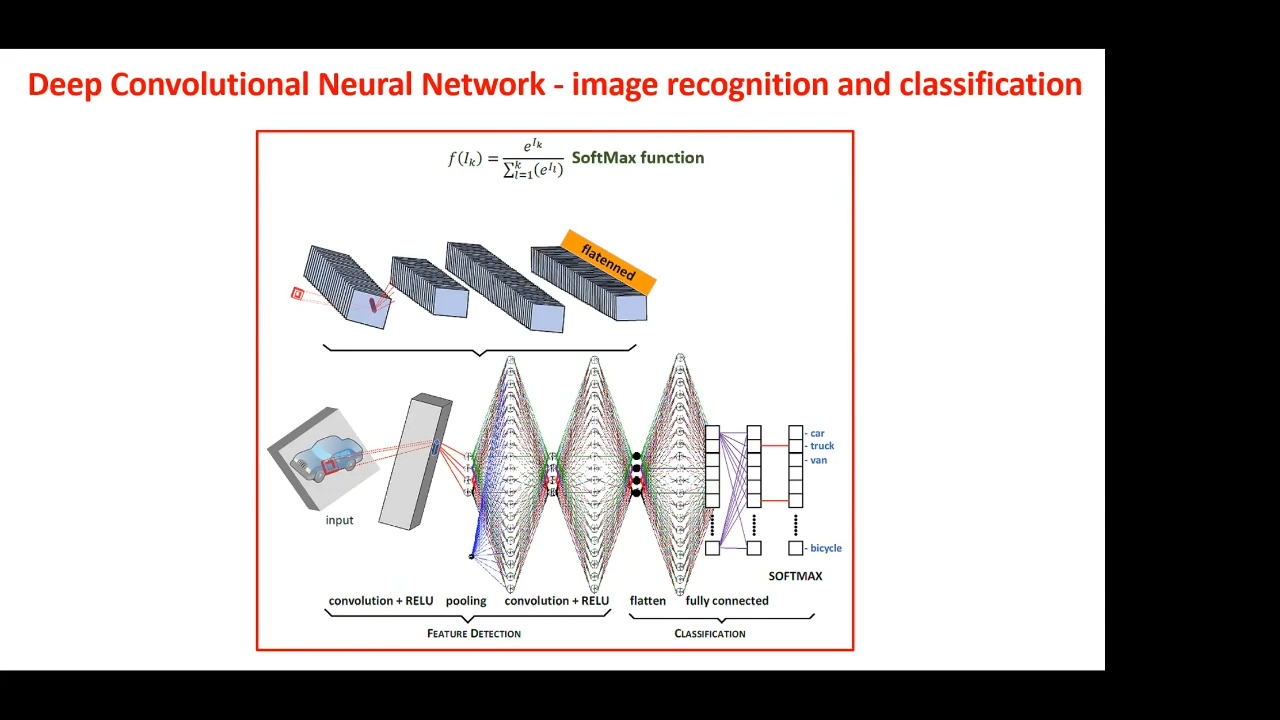 Deep Convolutional Neural Network - image recognition and classification
f(I_k) = e^{I_k} / ∑_{l=1}^{k}(e^{I_l}) SoftMax function
flatenned
- car
- truck
- van
input
- bicycle
SOFTMAX
convolution + RELU pooling convolution + RELU flatten fully connected
FEATURE DETECTION CLASSIFICATION